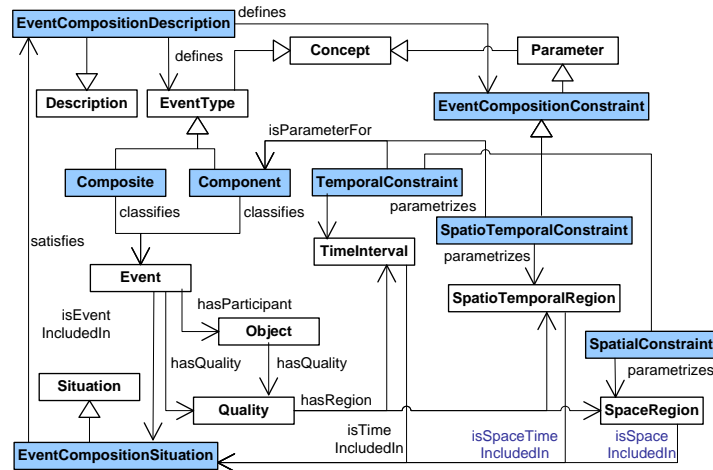 EventCompositionDescription
defines
Concept
Parameter
defines
Description
EventType
EventCompositionConstraint
isParameterFor
Composite
Component
TemporalConstraint
classifies
classifies
parametrizes
satisfies
SpatioTemporalConstraint
TimeInterval
parametrizes
Event
hasParticipant
SpatioTemporalRegion
isEvent
IncludedIn
Object
SpatialConstraint
hasQuality
hasQuality
parametrizes
Situation
Quality
hasRegion
SpaceRegion
isTime
IncludedIn
isSpaceTime
IncludedIn
isSpace
IncludedIn
EventCompositionSituation